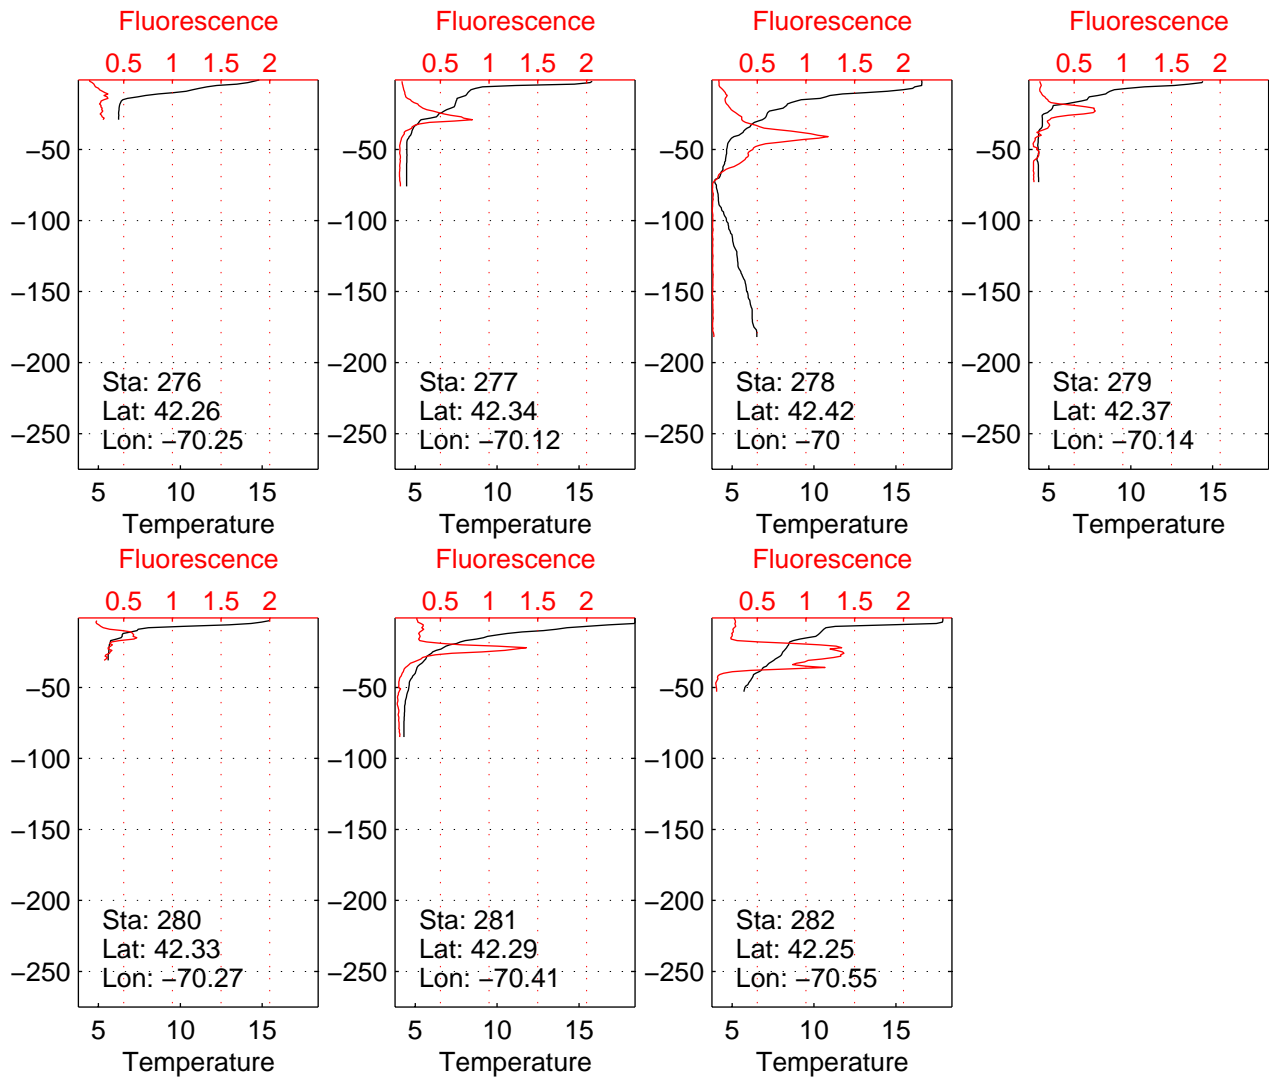 Fluorescence Fluorescence Fluorescence Fluorescence
0.5 1 1.5 2 0.5 1 1.5 2 0.5 1 1.5 2 0.5 1 1.5 2
−50 −50 −50 −50
−100 −100 −100 −100
−150 −150 −150 −150
−200 −200 −200 −200
Sta: 276 Sta: 277 Sta: 278 Sta: 279
Lat: 42.26 Lat: 42.34 Lat: 42.42 Lat: 42.37
−250 Lon: −70.25 −250 Lon: −70.12 −250 Lon: −70 −250 Lon: −70.14
5 10 15 5 10 15 5 10 15 5 10 15
Temperature Temperature Temperature Temperature
Fluorescence Fluorescence Fluorescence
0.5 1 1.5 2 0.5 1 1.5 2 0.5 1 1.5 2
−50 −50 −50
−100 −100 −100
−150 −150 −150
−200 −200 −200
Sta: 280 Sta: 281 Sta: 282
Lat: 42.33 Lat: 42.29 Lat: 42.25
−250 Lon: −70.27 −250 Lon: −70.41 −250 Lon: −70.55
5 10 15 5 10 15 5 10 15
Temperature Temperature Temperature